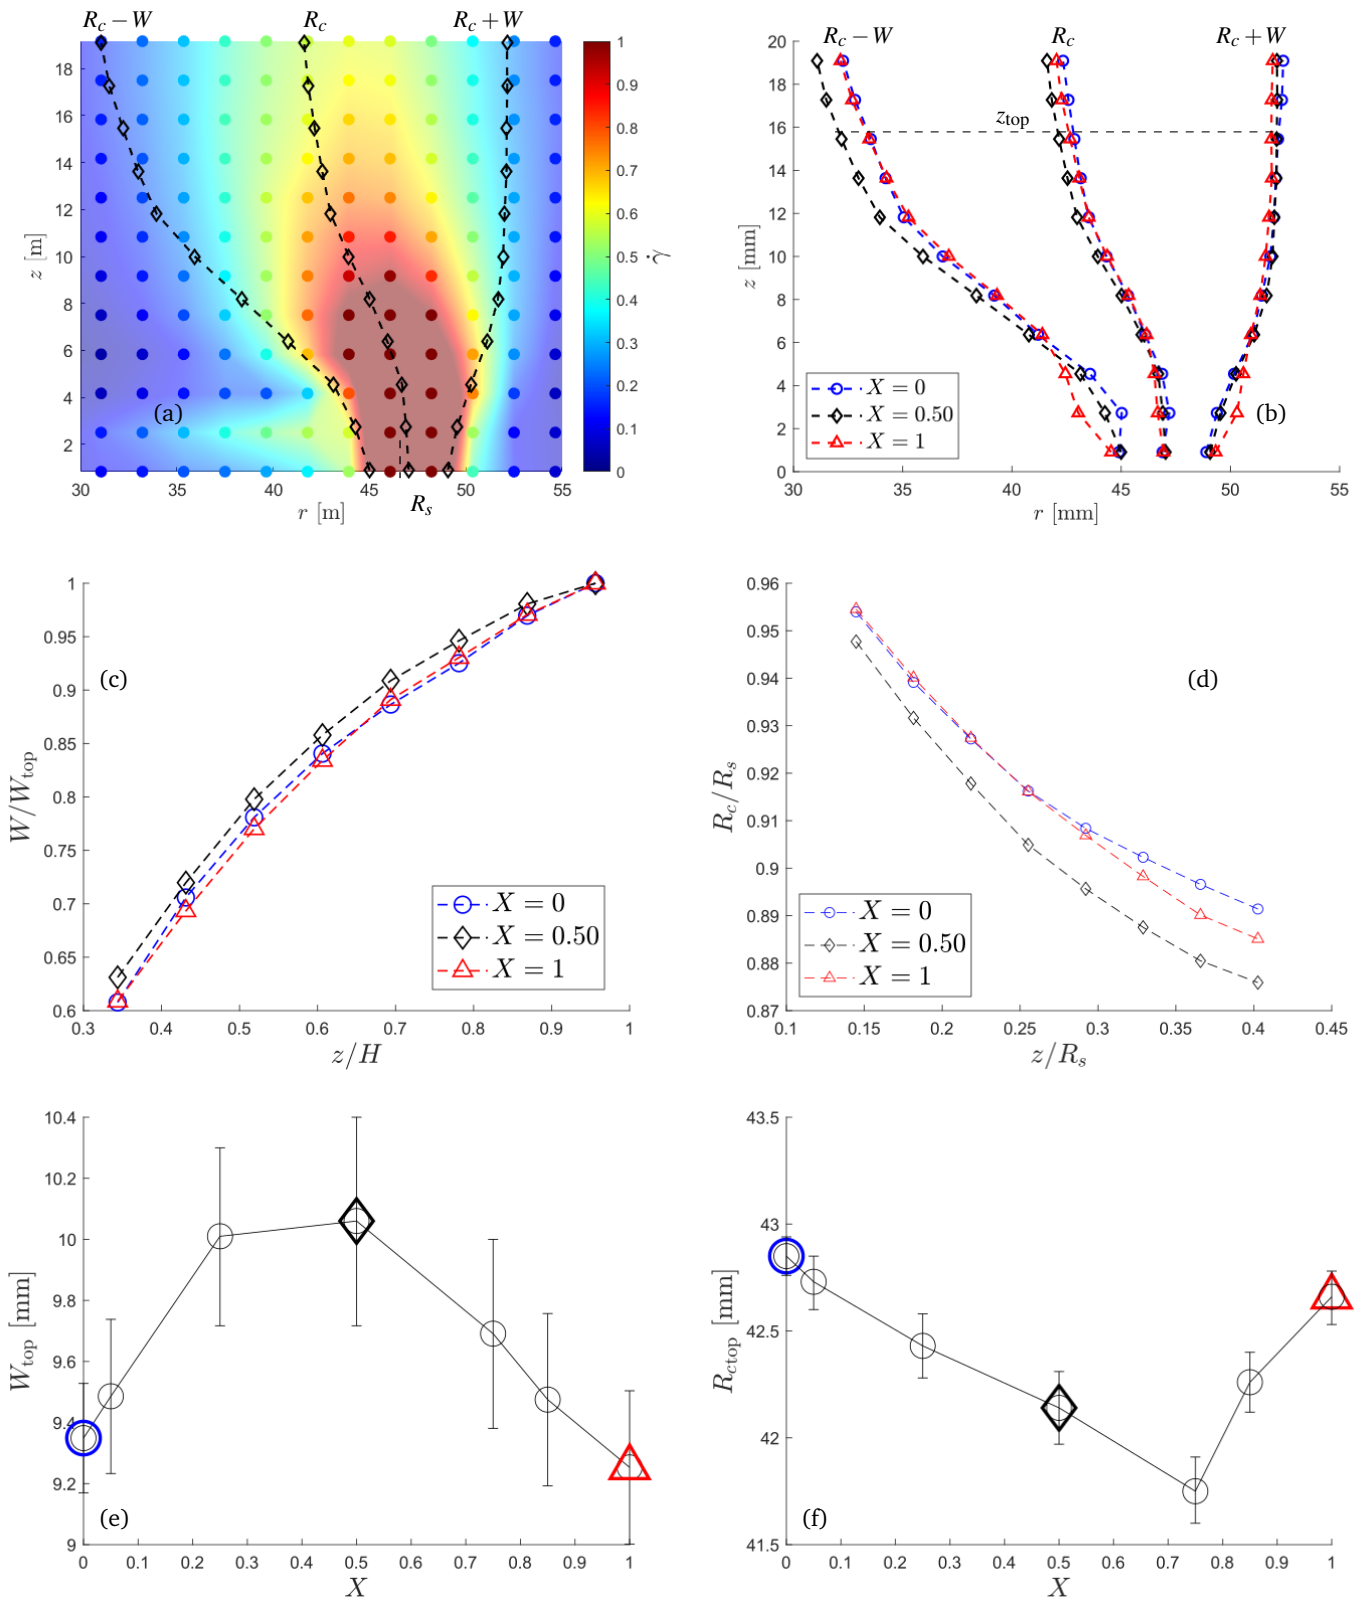 R_c − W R_c R_c + W
18
16
14
12
10
8
6
4
2
z [m]
(a)
30 35 40 45 50 55
R_s
r [m]
1
0.9
0.8
0.7
0.6
0.5
0.4
0.3
0.2
0.1
0
γ̇
R_c − W R_c R_c + W
20
18
16
14
12
10
8
6
4
2
0
z [mm]
z_top
X = 0
X = 0.50
X = 1
(b)
30 35 40 45 50 55
r [mm]
1
0.95
0.9
0.85
0.8
0.75
0.7
0.65
0.6
W/W_top
(c)
X = 0
X = 0.50
X = 1
0.3 0.4 0.5 0.6 0.7 0.8 0.9 1
z/H
0.96
0.95
0.94
0.93
0.92
0.91
0.9
0.89
0.88
0.87
R_c/R_s
(d)
X = 0
X = 0.50
X = 1
0.1 0.15 0.2 0.25 0.3 0.35 0.4 0.45
z/R_s
10.4
10.2
10
9.8
9.6
9.4
9.2
9
W_top [mm]
(e)
0 0.1 0.2 0.3 0.4 0.5 0.6 0.7 0.8 0.9 1
X
43.5
43
42.5
42
41.5
R_ctop [mm]
(f)
0 0.1 0.2 0.3 0.4 0.5 0.6 0.7 0.8 0.9 1
X